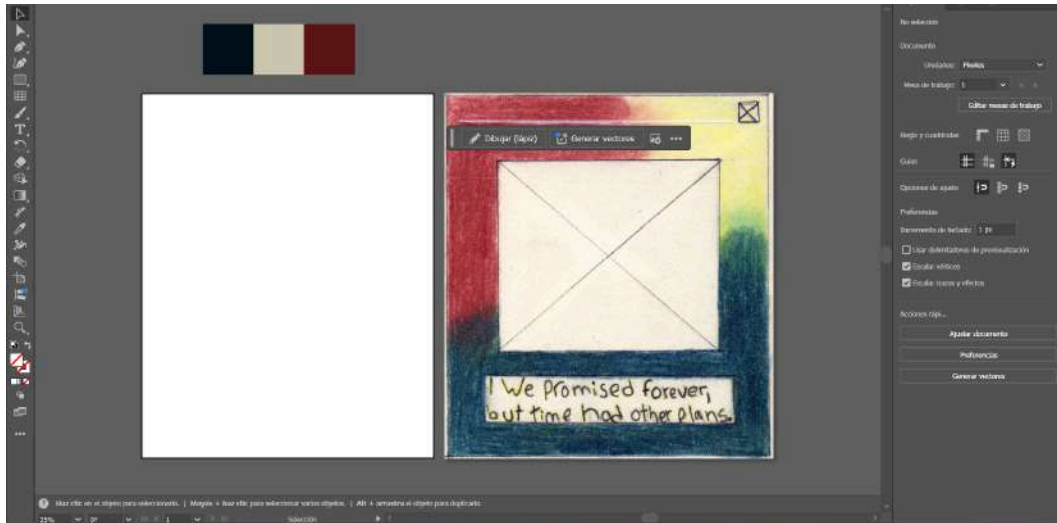 No selección
Documento
Unidades: Píxeles
Mesa de trabajo: 1
Editar mesas de trabajo
Regla y cuadrículas
Guías
Opciones de ajuste
Preferencias
Incremento de teclado: 1 px
Usar delimitadores de previsualización
Escalar vértices
Escalar trazos y efectos
Acciones rápi...
Ajustar documento
Preferencias
Generar vectores
Dibujar (lápiz)
Generar vectores
We Promised forever,
but time had other plans.
Haz clic en el objeto para seleccionarlo. | Mayús + haz clic para seleccionar varios objetos. | Alt + arrastra el objeto para duplicarlo.
25%
0°
1
Selección